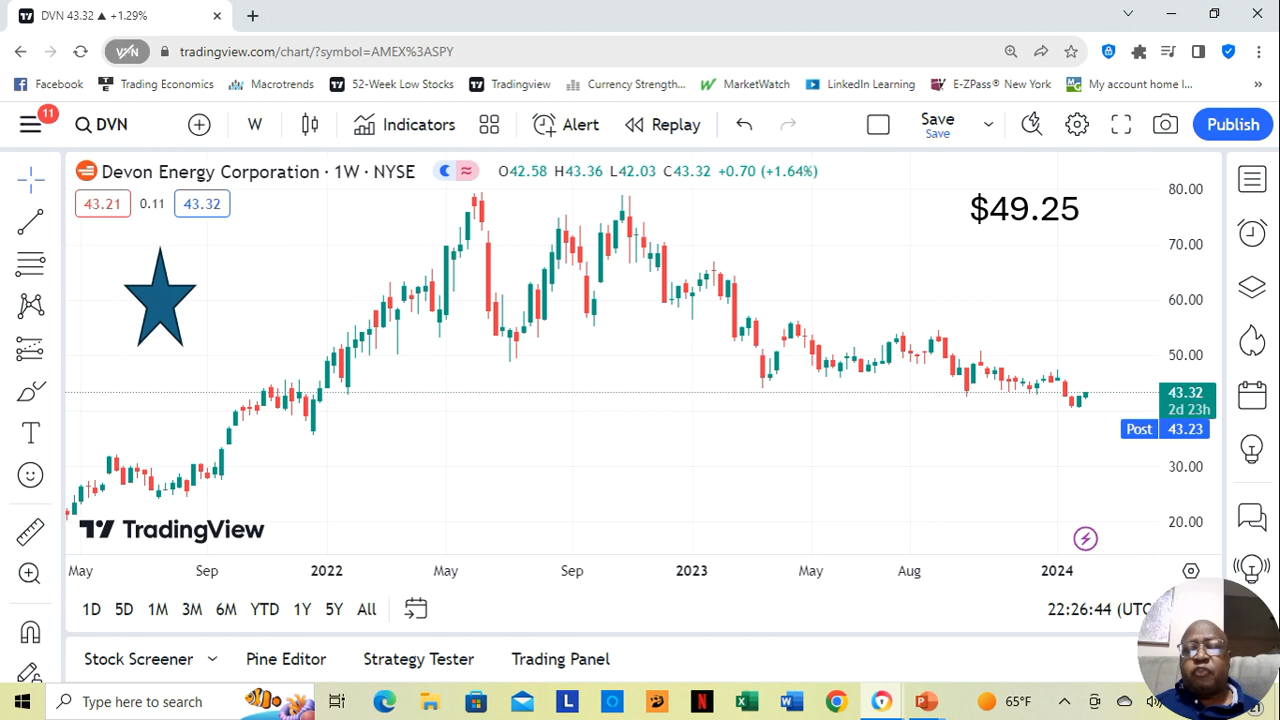 DVN 43.32 ▲ +1.29%
VPN
tradingview.com/chart/?symbol=AMEX%3ASPY
Facebook Trading Economics Macrotrends 52-Week Low Stocks Tradingview Currency Strength... MarketWatch LinkedIn Learning E-ZPass® New York My account home l... »
11
DVN W Indicators Alert Replay Save Publish
Save
Devon Energy Corporation · 1W · NYSE O42.58 H43.36 L42.03 C43.32 +0.70 (+1.64%)
43.21 0.11 43.32
$49.25
80.00
70.00
60.00
50.00
43.32
2d 23h
Post 43.23
30.00
20.00
TradingView
May Sep 2022 May Sep 2023 May Aug 2024
1D 5D 1M 3M 6M YTD 1Y 5Y All 22:26:44 (UTC
Stock Screener Pine Editor Strategy Tester Trading Panel
Type here to search 65°F